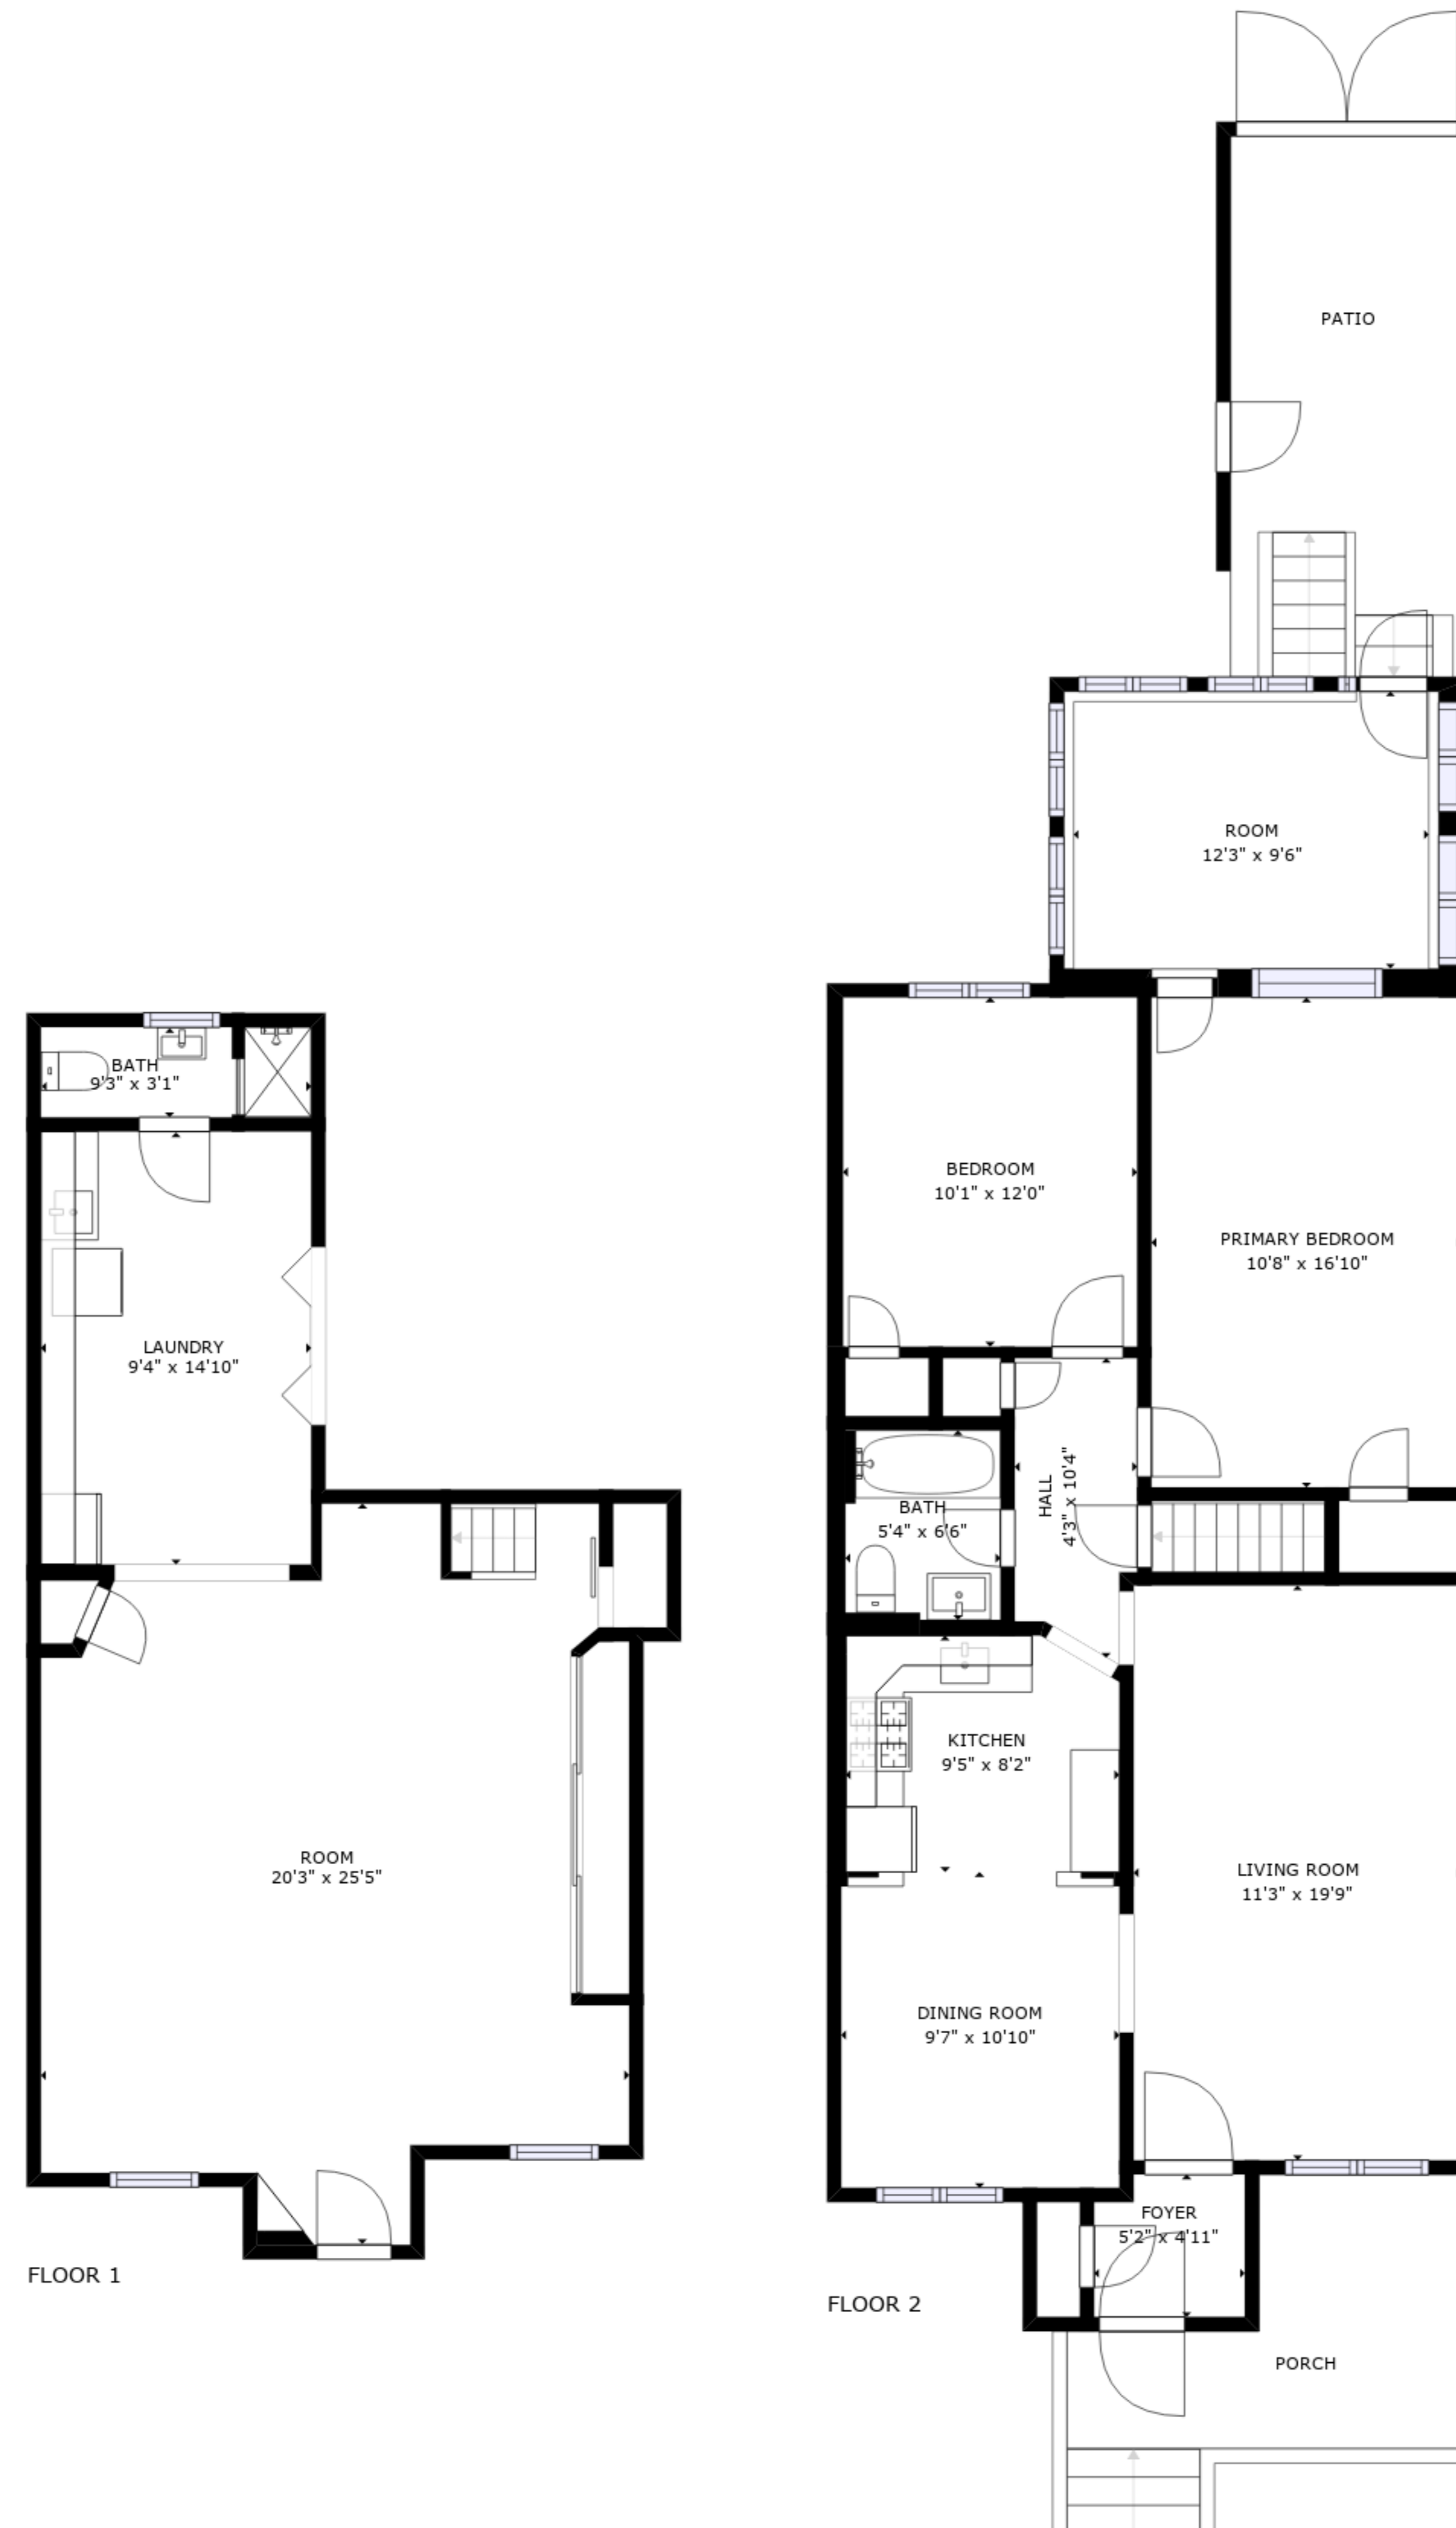 PATIO
ROOM
12'3" x 9'6"
BATH
9'3" x 3'1"
BEDROOM
10'1" x 12'0"
PRIMARY BEDROOM
10'8" x 16'10"
LAUNDRY
9'4" x 14'10"
HALL
4'3" x 10'4"
BATH
5'4" x 6'6"
KITCHEN
9'5" x 8'2"
ROOM
20'3" x 25'5"
LIVING ROOM
11'3" x 19'9"
DINING ROOM
9'7" x 10'10"
FOYER
5'2" x 4'11"
FLOOR 1
FLOOR 2
PORCH